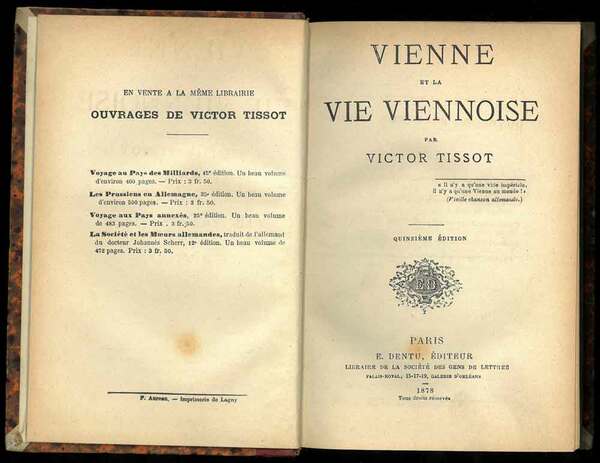 EN VENTE A LA MÊME LIBRAIRIE
OUVRAGES DE VICTOR TISSOT
Voyage au Pays des Milliards, 45e édition. Un beau volume
d'environ 400 pages. — Prix : 3 fr. 50.
Les Prussiens en Allemagne, 35e édition. Un beau volume
d'environ 500 pages. — Prix : 3 fr. 50.
Voyage aux Pays annexés, 25e édition. Un beau volume
de 483 pages. — Prix : 3 fr. 50.
La Société et les Mœurs allemandes, traduit de l'allemand
du docteur Johannès Scherr, 12e édition. Un beau volume de
472 pages. Prix : 3 fr. 50.
F. Aureau. — Imprimerie de Lagny
VIENNE
ET LA
VIE VIENNOISE
PAR
VICTOR TISSOT
« Il n'y a qu'une ville impériale,
il n'y a qu'une Vienne au monde ! »
(Vieille chanson allemande.)
QUINZIÈME ÉDITION
ED
PARIS
E. DENTU, ÉDITEUR
LIBRAIRE DE LA SOCIÉTÉ DES GENS DE LETTRES
PALAIS-ROYAL, 15-17-19, GALERIE D'ORLÉANS
1878
Tous droits réservés